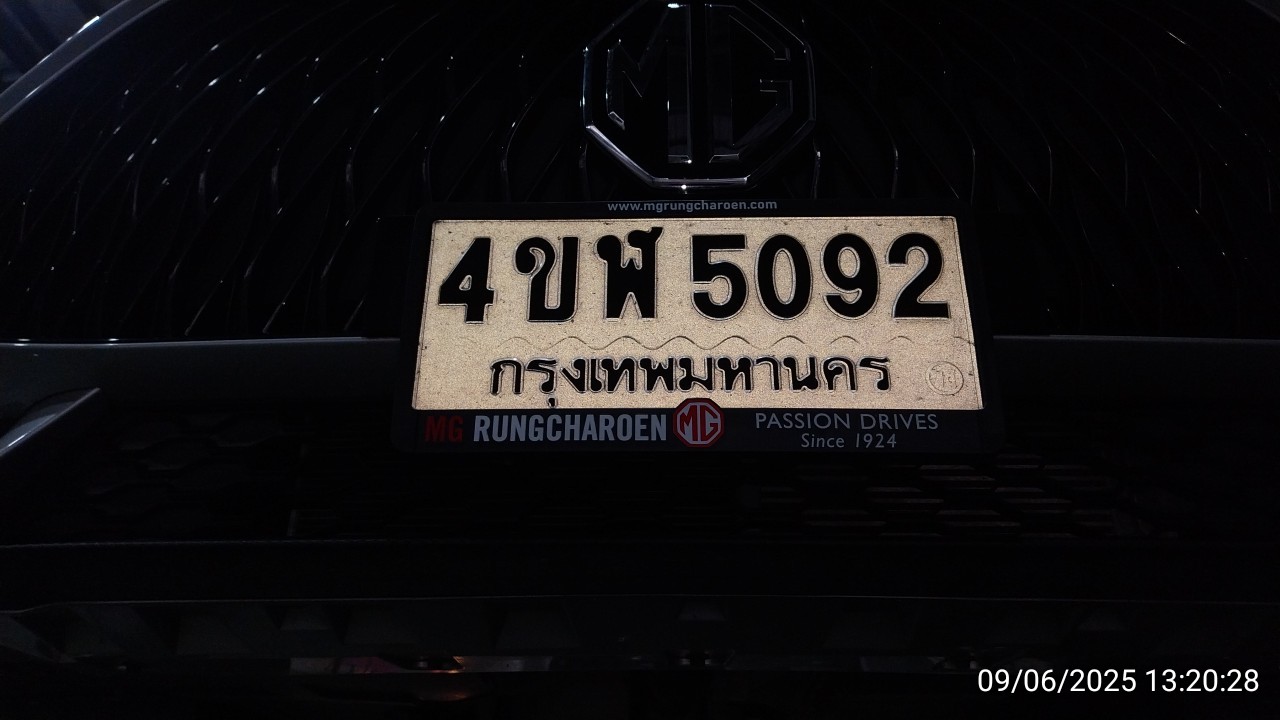 MG
www.mgrungcharoen.com
4ขฬ 5092
กรุงเทพมหานคร
MG RUNGCHAROEN MG PASSION DRIVES
Since 1924
09/06/2025 13:20:28